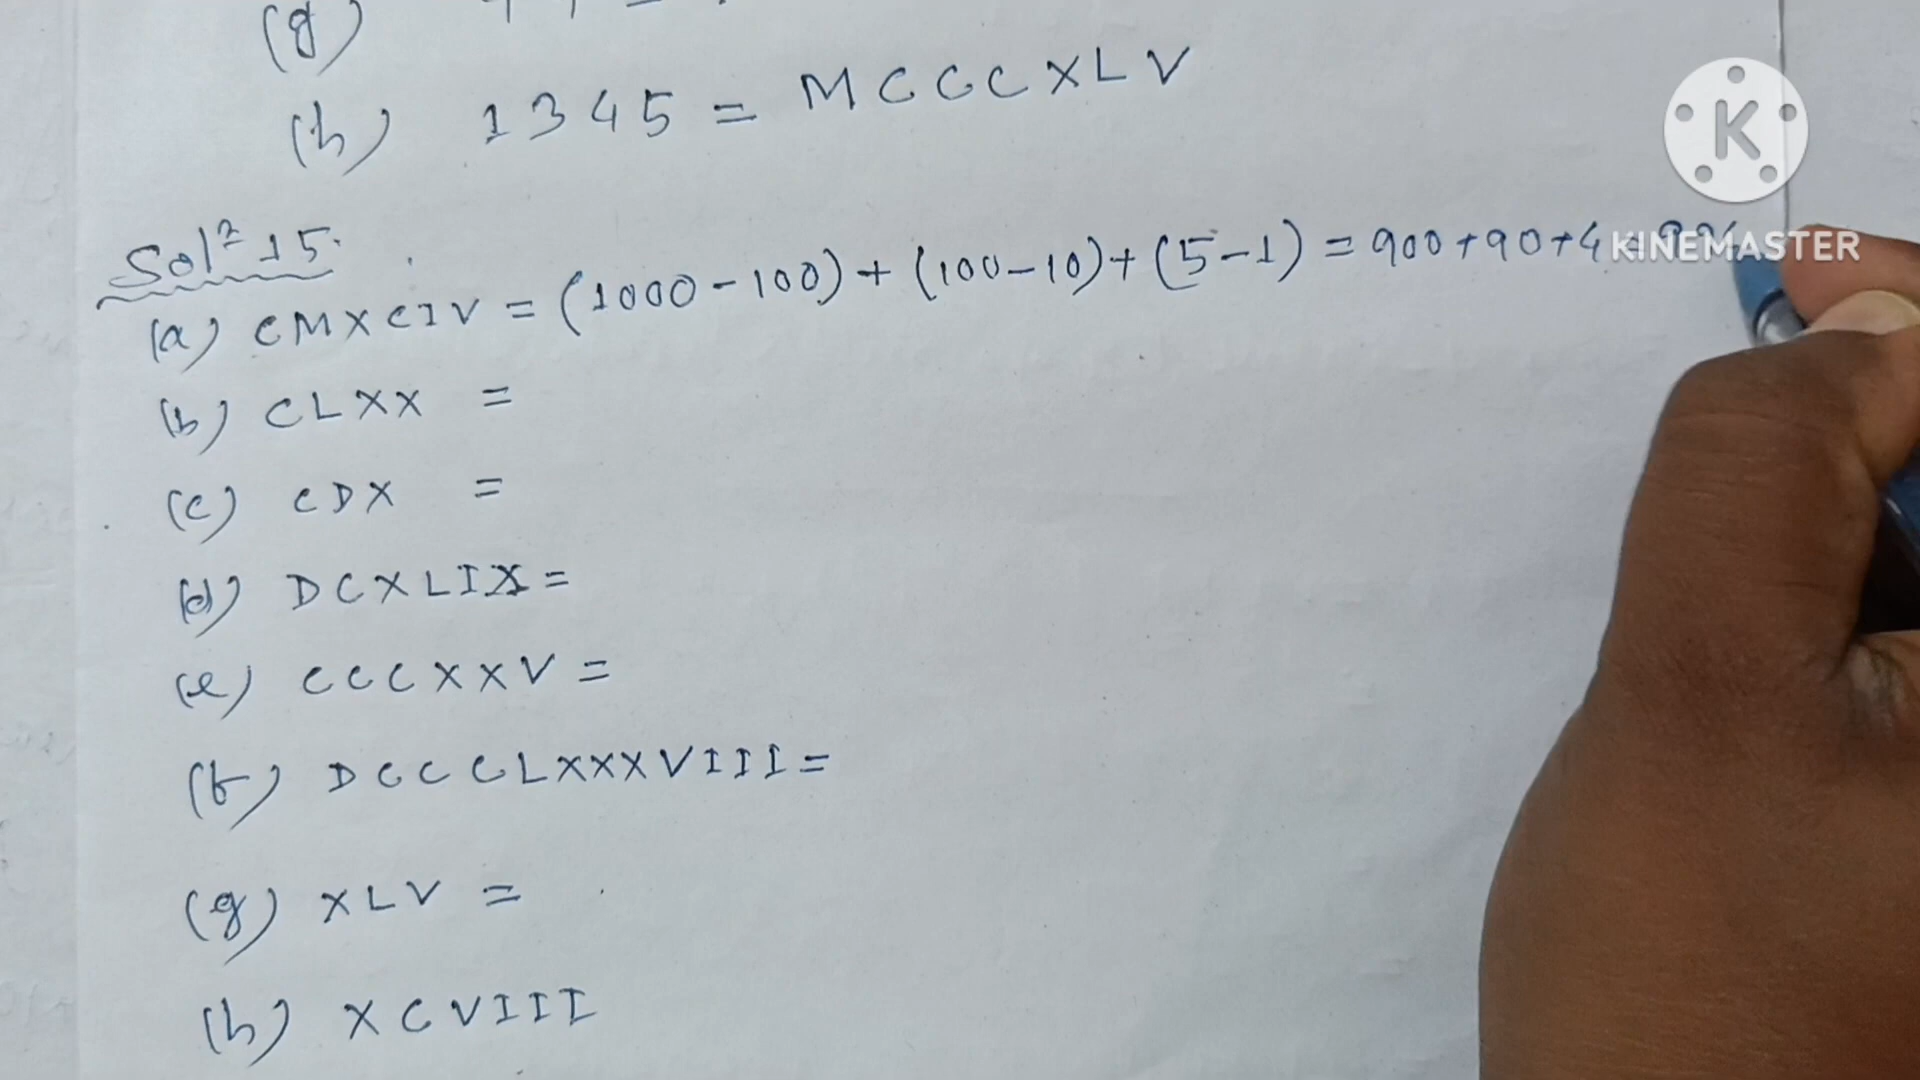 (g)
(h) 1345 = MCCCXLV
Solⁿ 15.
(a) CMXCIV = (1000-100)+(100-10)+(5-1) = 900+90+4 =
(b) CLXX =
(c) CDX =
(d) DCXLIX =
(e) CCCXXV =
(f) DCCCLXXXVIII =
(g) XLV =
(h) XCVIII
K
KINEMASTER